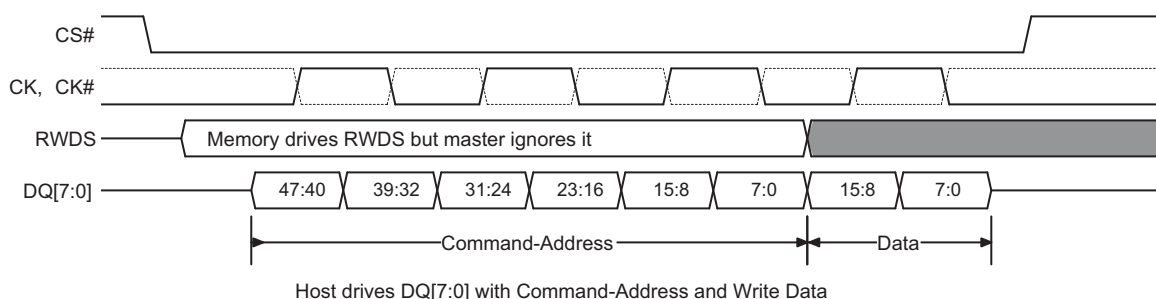 CS#
CK, CK#
RWDS
Memory drives RWDS but master ignores it
DQ[7:0]
47:40 39:32 31:24 23:16 15:8 7:0 15:8 7:0
Command-Address
Data
Host drives DQ[7:0] with Command-Address and Write Data